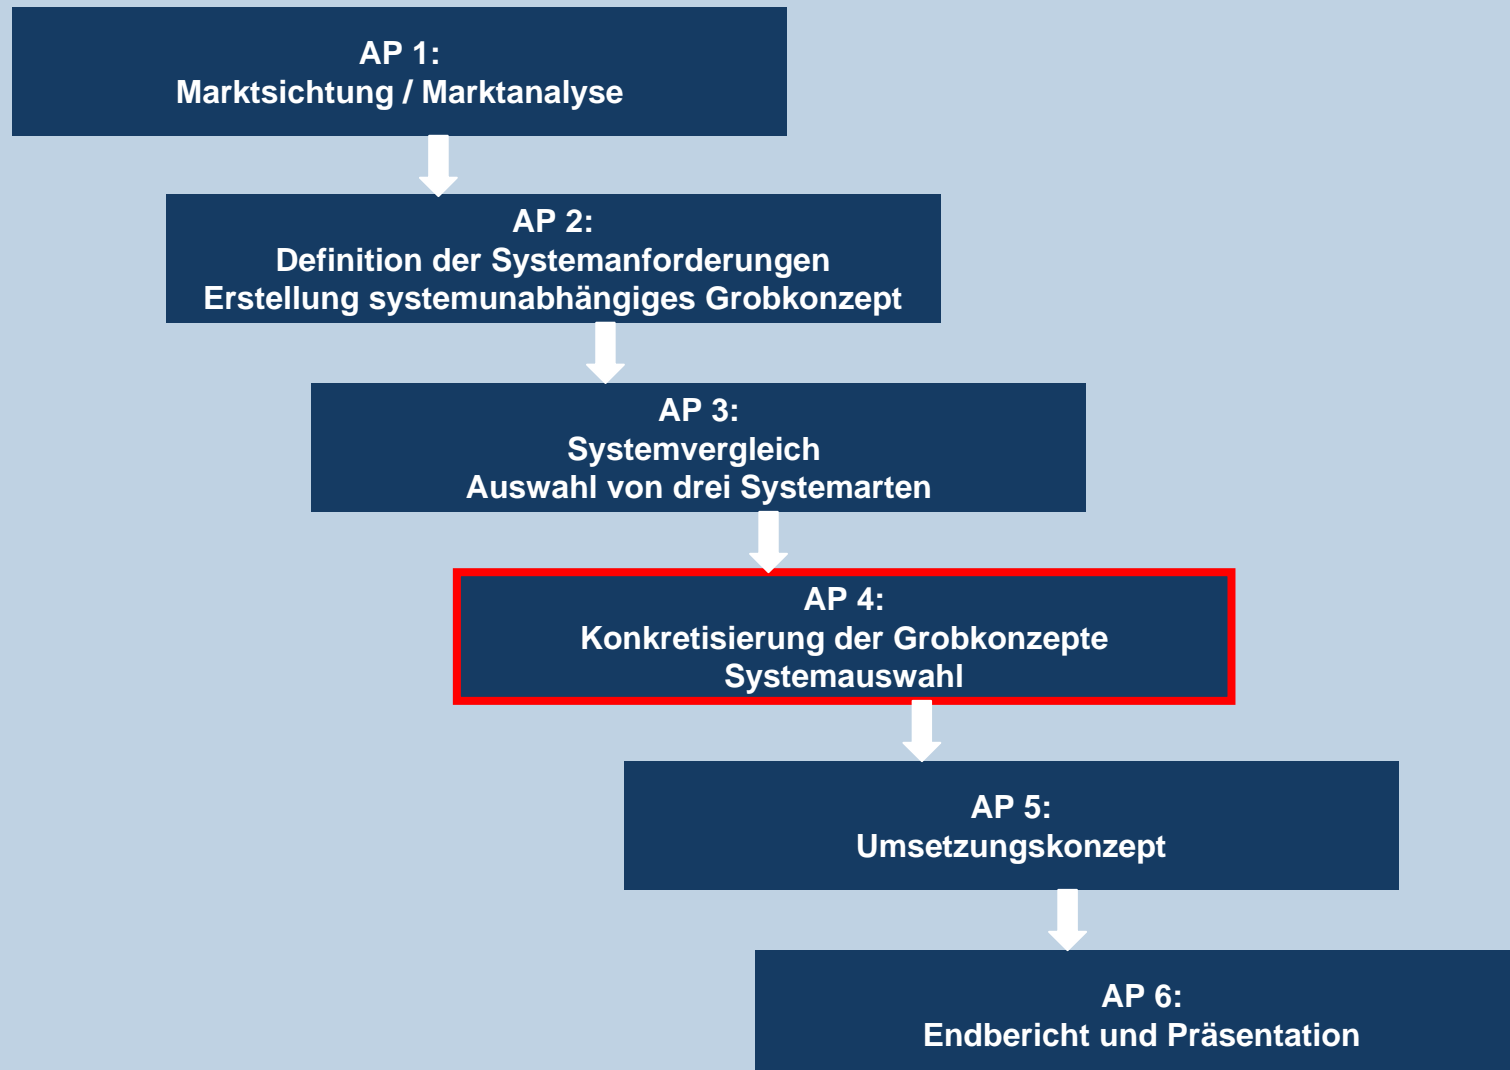 AP 1:
Marktsichtung / Marktanalyse
AP 2:
Definition der Systemanforderungen
Erstellung systemunabhängiges Grobkonzept
AP 3:
Systemvergleich
Auswahl von drei Systemarten
AP 4:
Konkretisierung der Grobkonzepte
Systemauswahl
AP 5:
Umsetzungskonzept
AP 6:
Endbericht und Präsentation